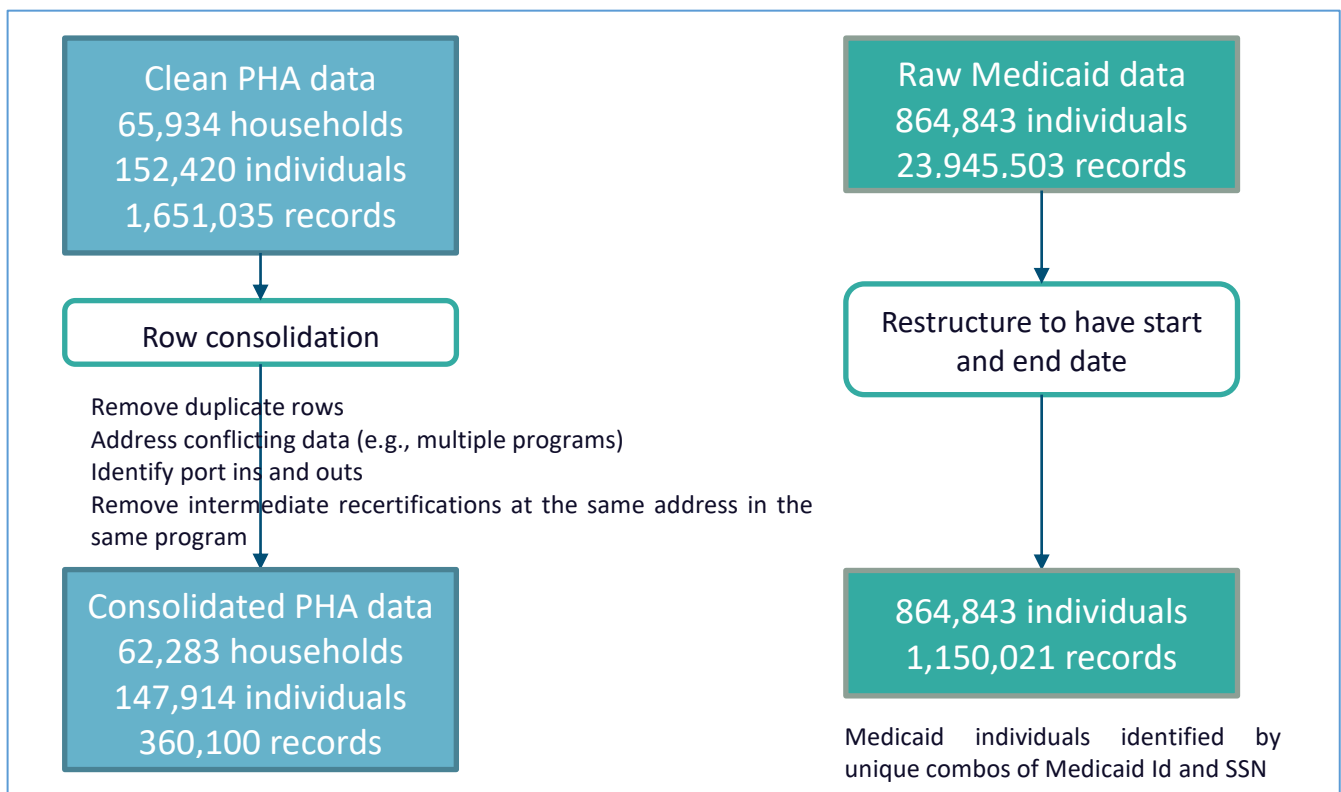 Clean PHA data
65,934 households
152,420 individuals
1,651,035 records
Row consolidation
Remove duplicate rows
Address conflicting data (e.g., multiple programs)
Identify port ins and outs
Remove intermediate recertifications at the same address in the
same program
Consolidated PHA data
62,283 households
147,914 individuals
360,100 records
Raw Medicaid data
864,843 individuals
23,945,503 records
Restructure to have start
and end date
864,843 individuals
1,150,021 records
Medicaid individuals identified by
unique combos of Medicaid Id and SSN